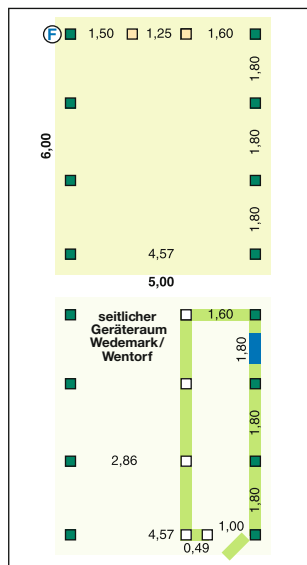 F 1,50 1,25 1,60
1,80
1,80
6,00
1,80
4,57
5,00
seitlicher
Geräteraum
Wedemark/
Wentorf
1,60
1,80
1,80
2,86
1,80
1,00
4,57
0,49